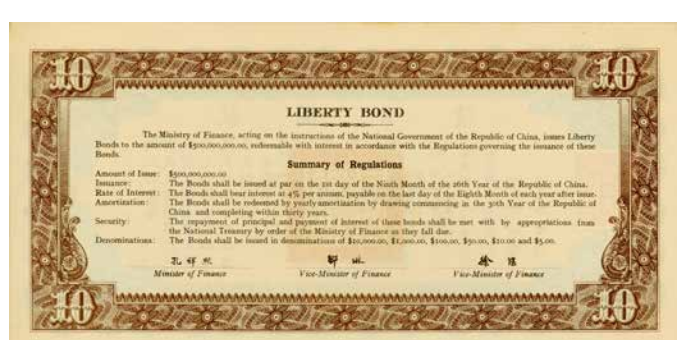 10 10
LIBERTY BOND
The Ministry of Finance, acting on the instructions of the National Government of the Republic of China, issues Liberty
Bonds to the amount of $500,000,000.00, redeemable with interest in accordance with the Regulations governing the issuance of these
Bonds.
Summary of Regulations
Amount of Issue: $500,000,000.00
Issuance: The Bonds shall be issued at par on the 1st day of the Ninth Month of the 26th Year of the Republic of China.
Rate of Interest: The Bonds shall bear interest at 4% per annum, payable on the last day of the Eighth Month of each year after issue.
Amortization: The Bonds shall be redeemed by yearly amortization by drawing commencing in the 30th Year of the Republic of
China and completing within thirty years.
Security: The repayment of principal and payment of interest of these bonds shall be met with by appropriations from
the National Treasury by order of the Ministry of Finance as they fall due.
Denominations: The Bonds shall be issued in denominations of $10,000.00, $1,000.00, $100.00, $50.00, $10.00 and $5.00.
孔祥熙 鄒琳 徐堪
Minister of Finance Vice-Minister of Finance Vice-Minister of Finance
10 10